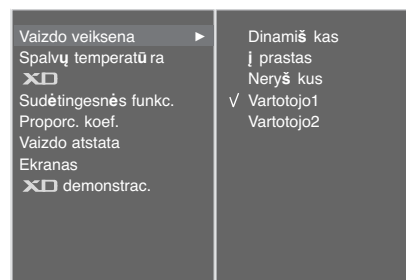 Vaizdo veiksena ►
Spalvų temperatūra
XD
Sudėtingesnės funkc.
Proporc. koef.
Vaizdo atstata
Ekranas
XD demonstrac.
Dinamiš kas
į prastas
Neryš kus
√ Vartotojo1
Vartotojo2